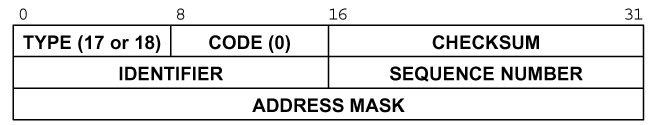 0 8 16 31
TYPE (17 or 18) CODE (0) CHECKSUM
IDENTIFIER SEQUENCE NUMBER
ADDRESS MASK